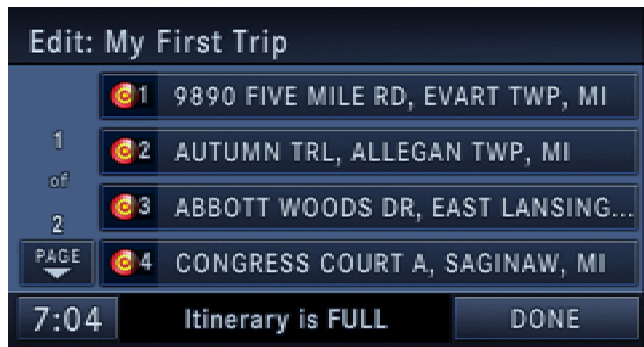 Edit: My First Trip
1 9890 FIVE MILE RD, EVART TWP, MI
2 AUTUMN TRL, ALLEGAN TWP, MI
3 ABBOTT WOODS DR, EAST LANSING...
4 CONGRESS COURT A, SAGINAW, MI
1
of
2
PAGE
7:04
Itinerary is FULL
DONE